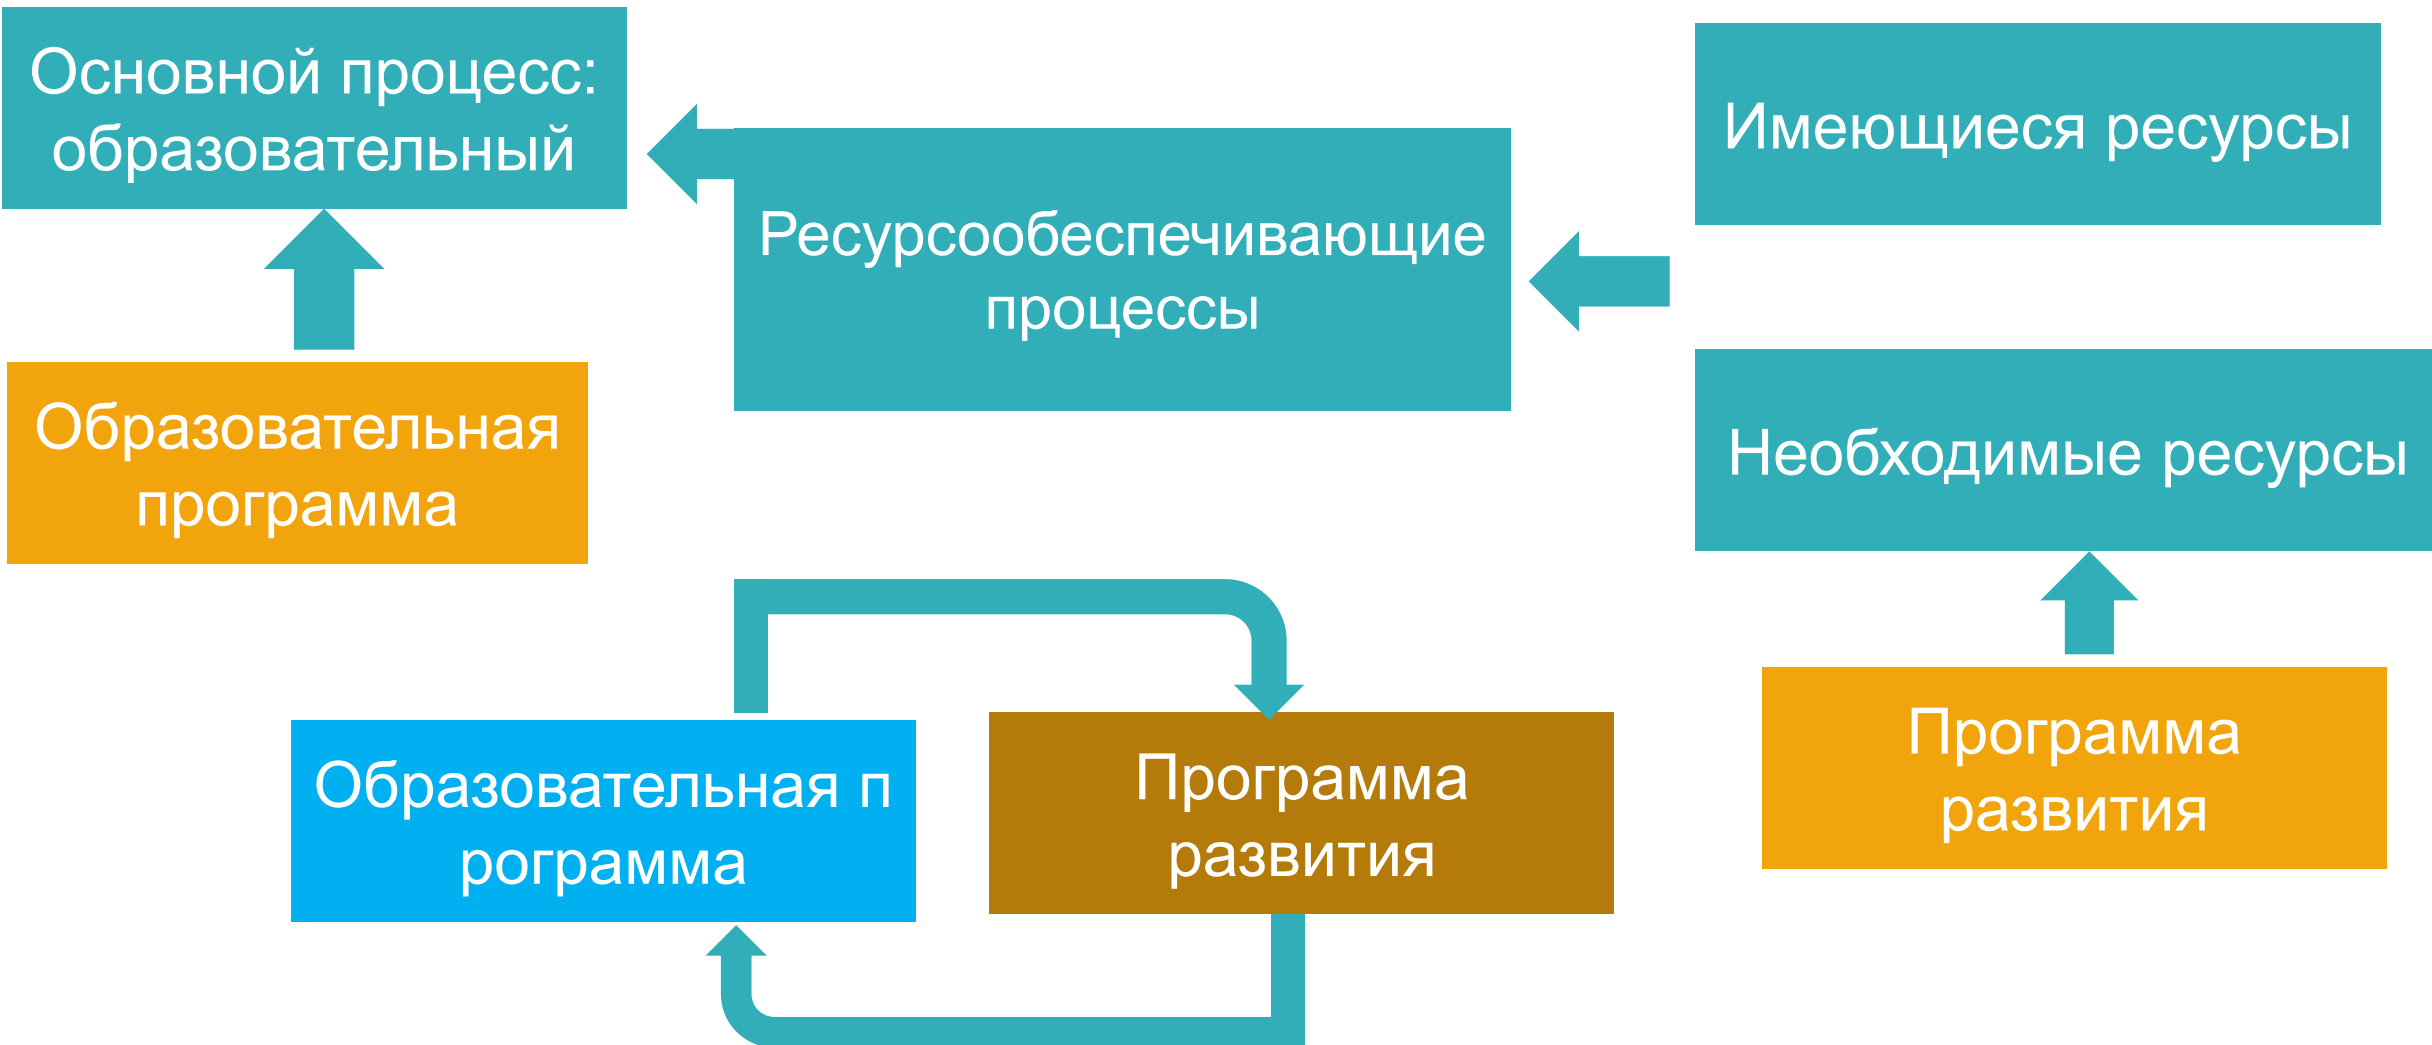 Основной процесс:
образовательный
Ресурсообеспечивающие
процессы
Имеющиеся ресурсы
Образовательная
программа
Необходимые ресурсы
Образовательная п
рограмма
Программа
развития
Программа
развития